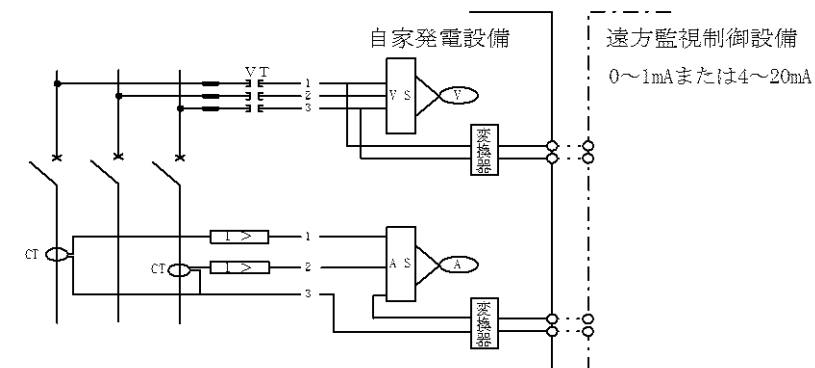 自家発電設備
遠方監視制御設備
0～1mAまたは4～20mA
VT
1
2
3
VS
V
変換器
CT
CT
I >
I >
1
2
3
AS
A
変換器